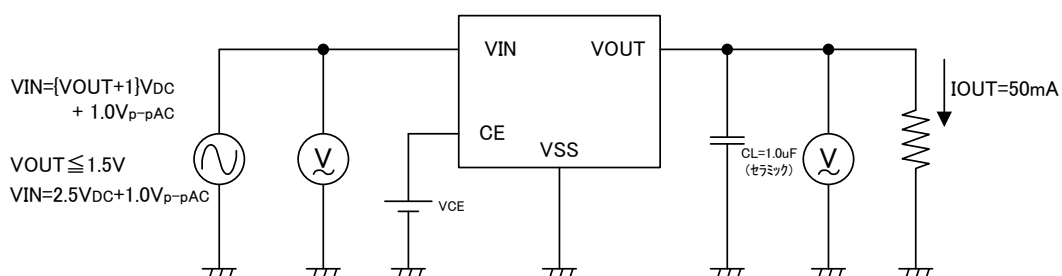 VIN=[VOUT+1]VDC
+ 1.0Vp-pAC
VOUT≦1.5V
VIN=2.5VDC+1.0Vp-pAC
V
VIN
VOUT
CE
VSS
VCE
CL=1.0uF
(セラミック)
V
IOUT=50mA